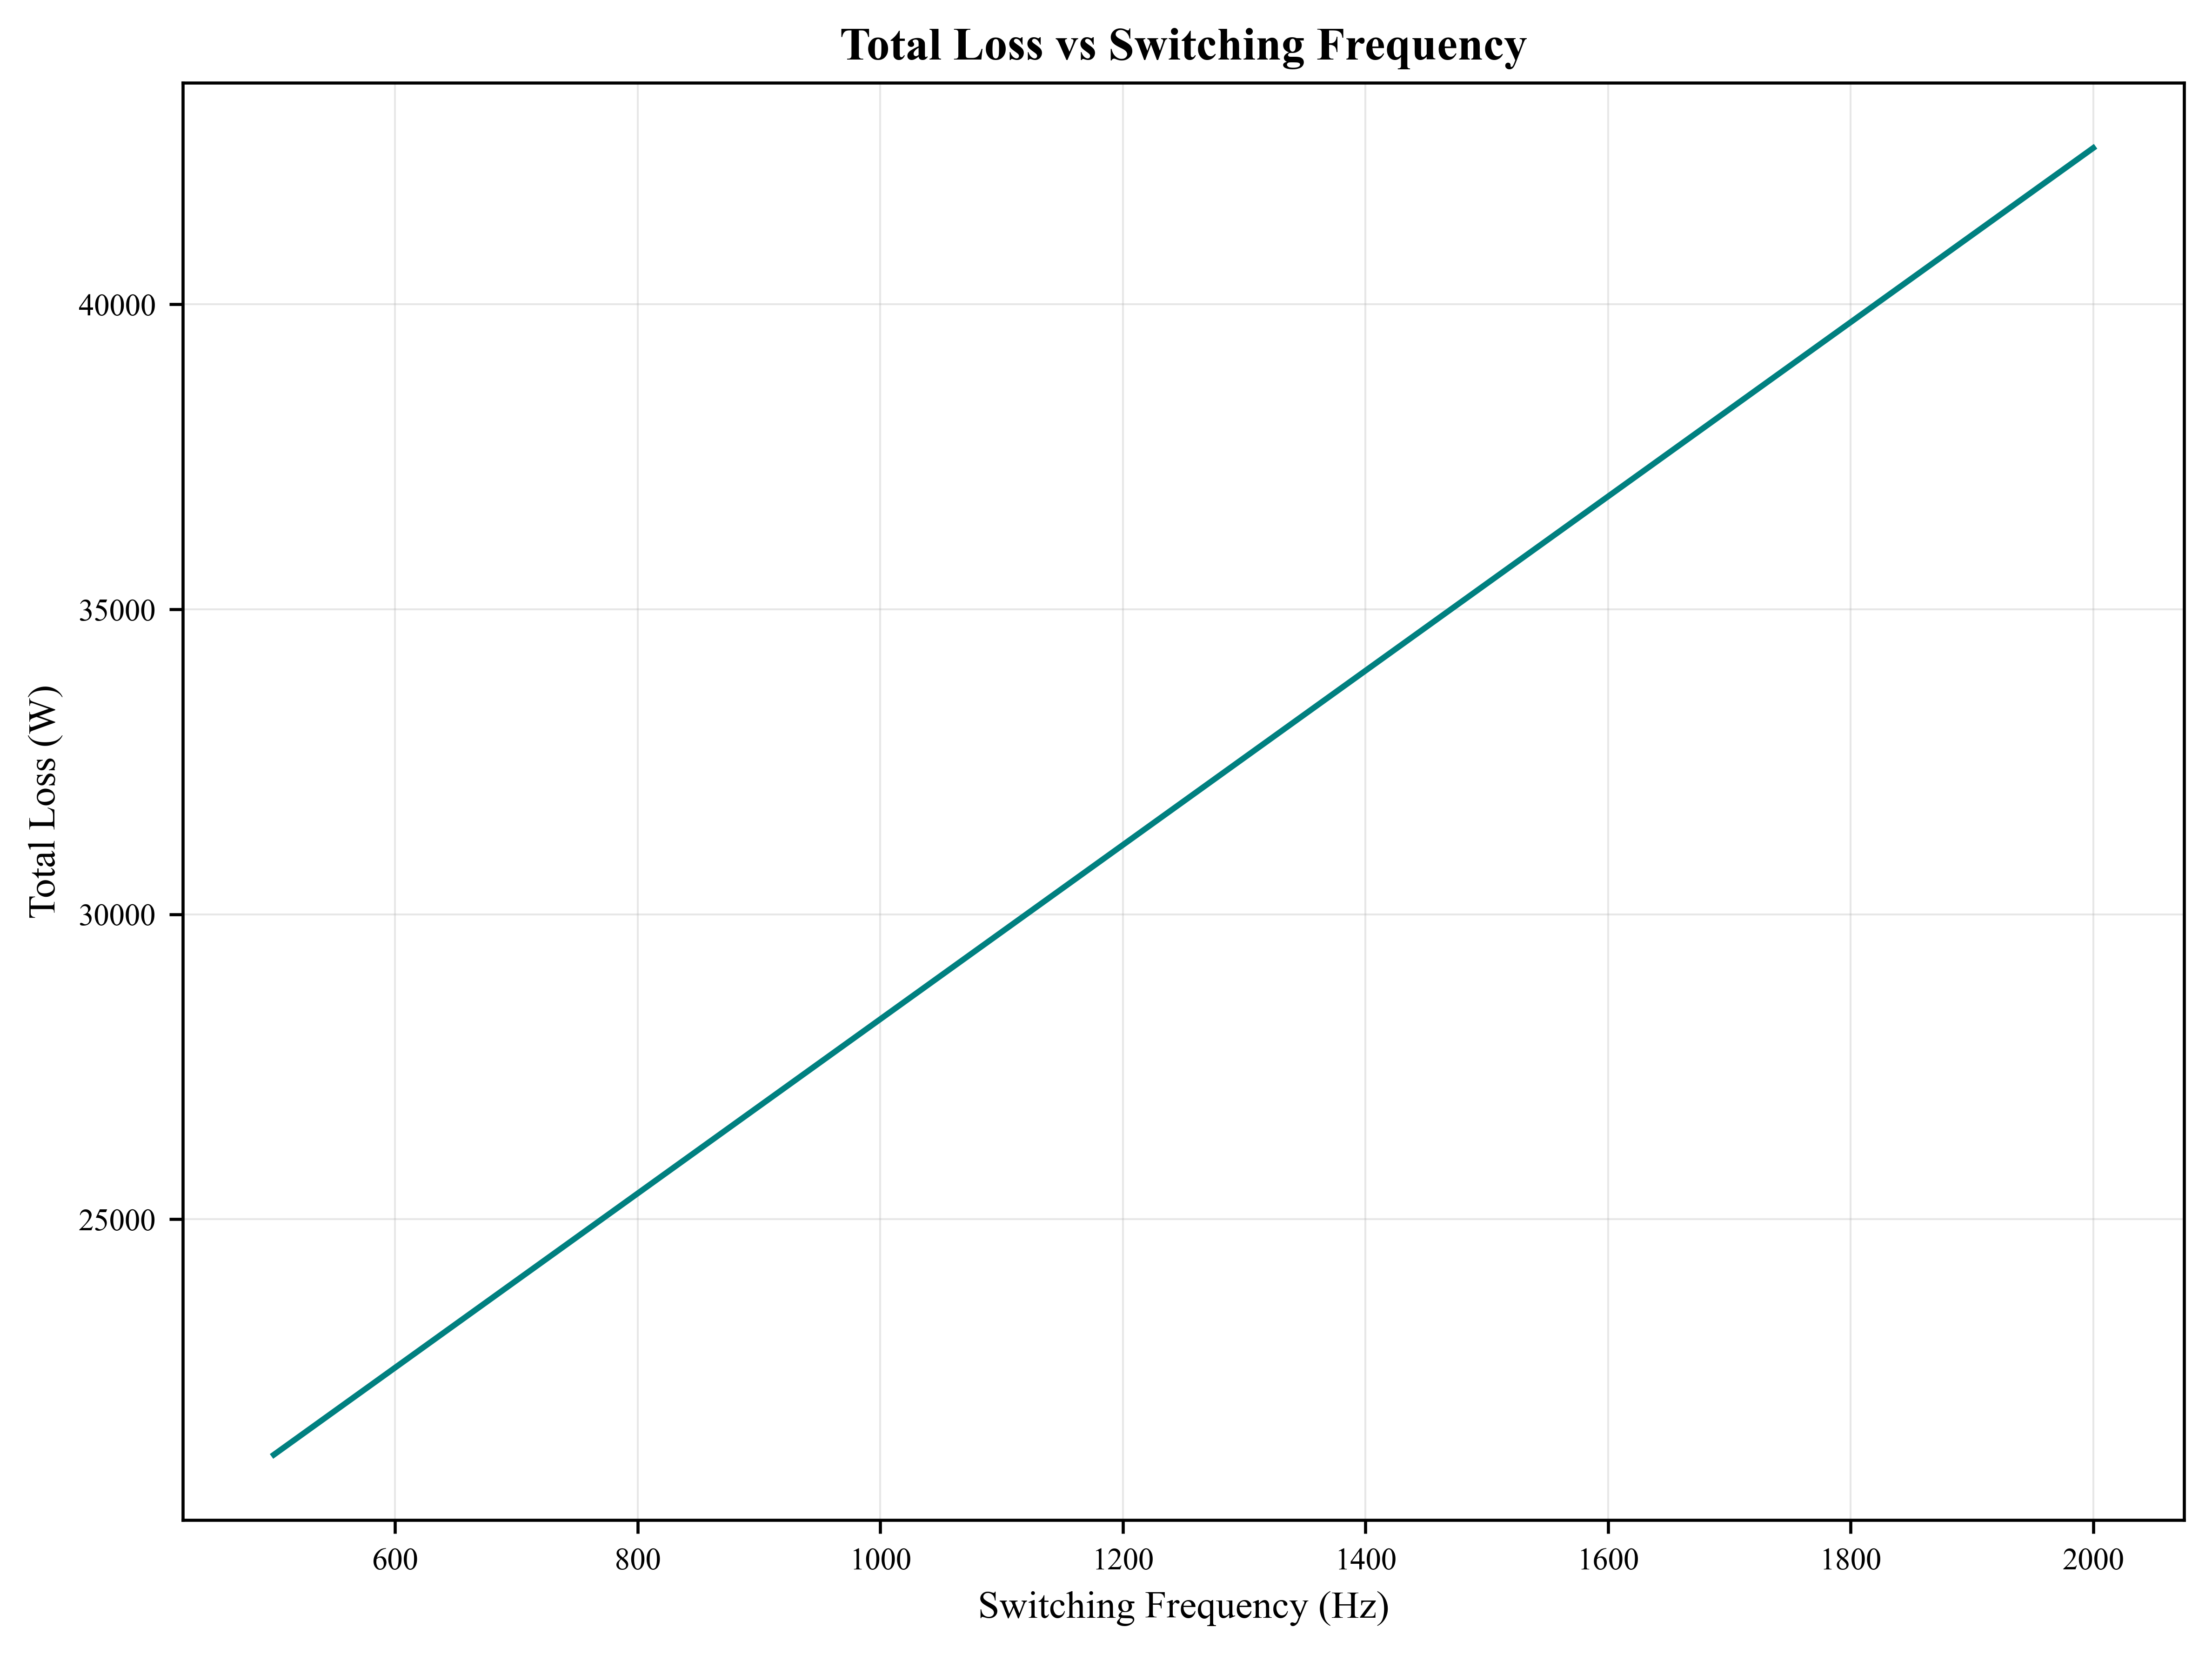 Total Loss vs Switching Frequency
Total Loss (W)
40000
35000
30000
25000
600 800 1000 1200 1400 1600 1800 2000
Switching Frequency (Hz)